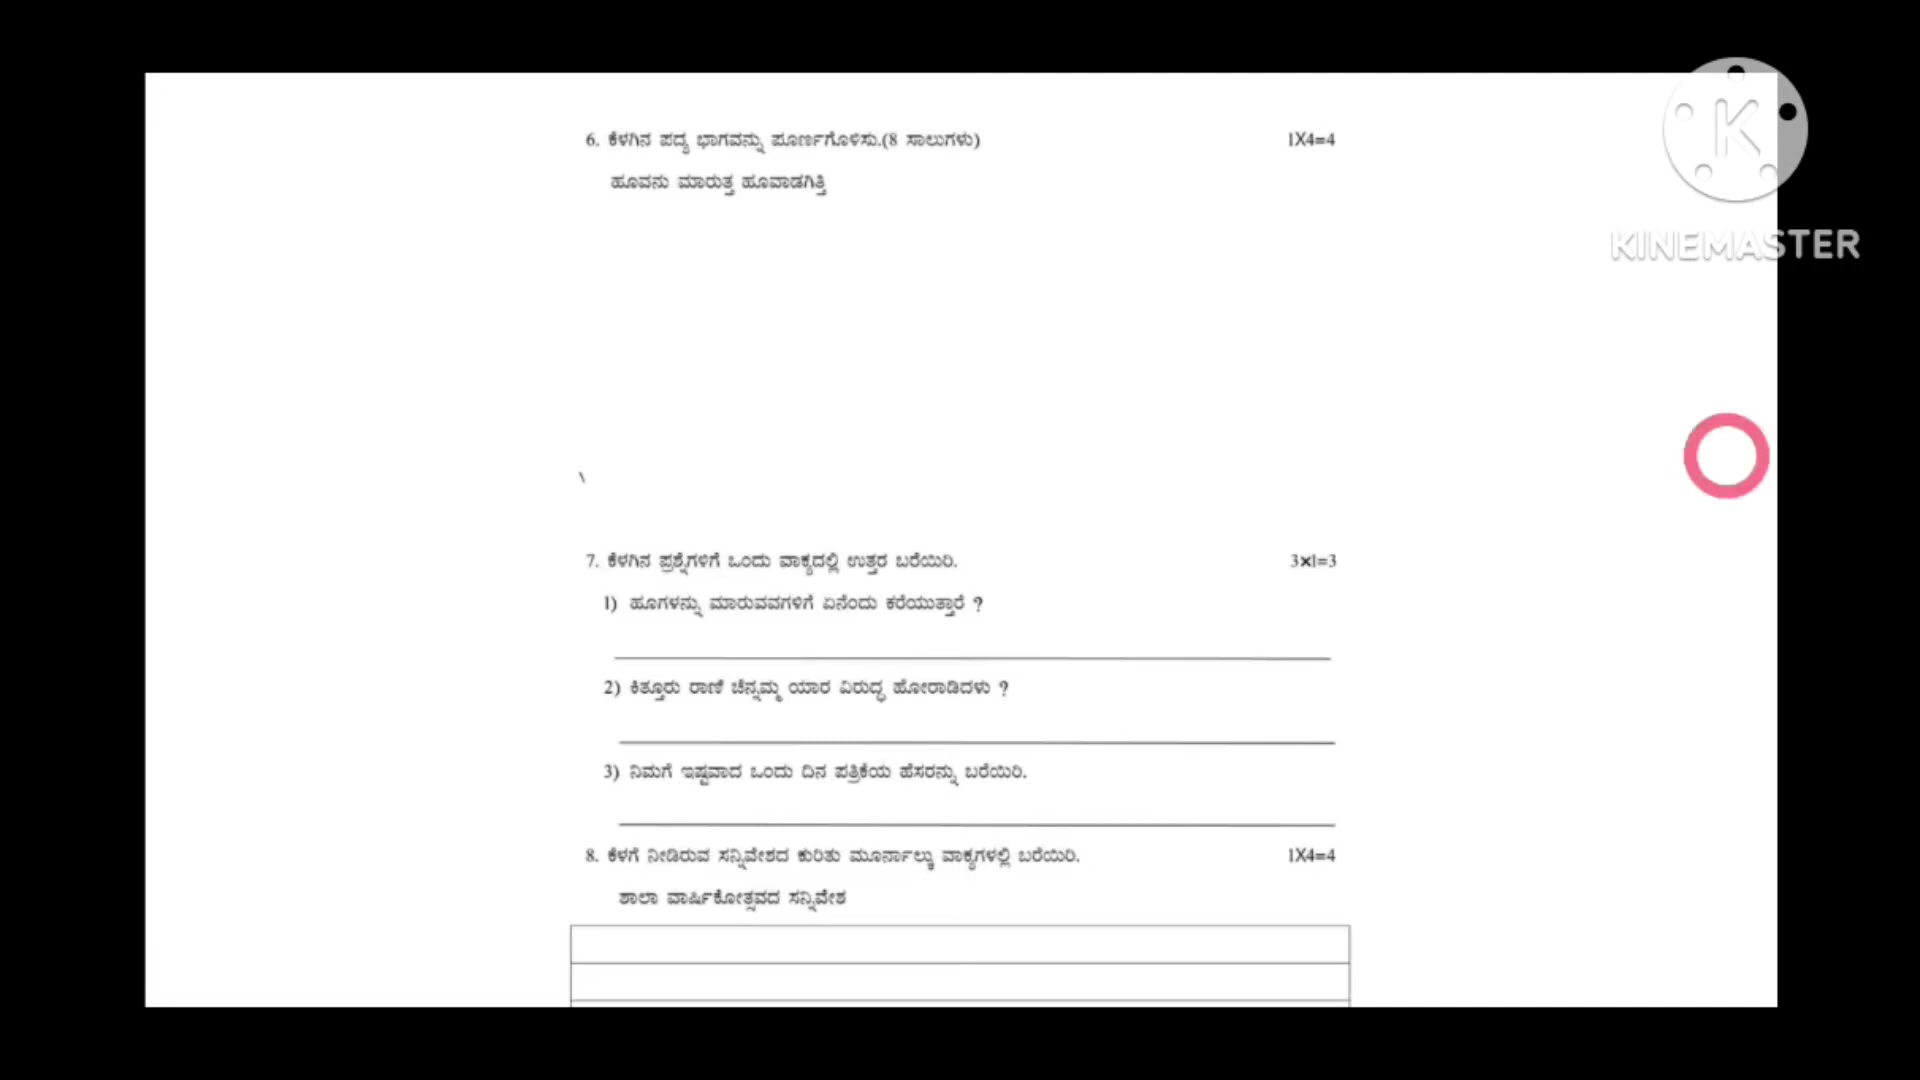 6. ಕೆಳಗಿನ ಪದ್ಯ ಭಾಗವನ್ನು ಪೂರ್ಣಗೊಳಿಸು.(8 ಸಾಲುಗಳು) 1X4=4
ಹೂವನು ಮಾರುತ್ತ ಹೂವಾಡಗಿತ್ತಿ
KINEMASTER
\
7. ಕೆಳಗಿನ ಪ್ರಶ್ನೆಗಳಿಗೆ ಒಂದು ವಾಕ್ಯದಲ್ಲಿ ಉತ್ತರ ಬರೆಯಿರಿ. 3×1=3
1) ಹೂಗಳನ್ನು ಮಾರುವವಗಳಿಗೆ ಏನೆಂದು ಕರೆಯುತ್ತಾರೆ ?
2) ಕಿತ್ತೂರು ರಾಣಿ ಚೆನ್ನಮ್ಮ ಯಾರ ವಿರುದ್ಧ ಹೋರಾಡಿದಳು ?
3) ನಿಮಗೆ ಇಷ್ಟವಾದ ಒಂದು ದಿನ ಪತ್ರಿಕೆಯ ಹೆಸರನ್ನು ಬರೆಯಿರಿ.
8. ಕೆಳಗೆ ನೀಡಿರುವ ಸನ್ನಿವೇಶದ ಕುರಿತು ಮೂರ್ನಾಲ್ಕು ವಾಕ್ಯಗಳಲ್ಲಿ ಬರೆಯಿರಿ. 1X4=4
ಶಾಲಾ ವಾರ್ಷಿಕೋತ್ಸವದ ಸನ್ನಿವೇಶ